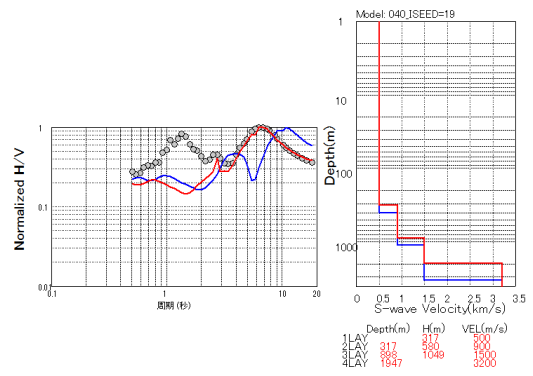 Model: 040_ISEED=19
Normalized H/V
1
0.1
0.01
0.1
1
10
20
周期 (秒)
Depth(m)
1
10
100
1000
0
0.5
1
1.5
2
2.5
3
3.5
S-wave Velocity(km/s)
Depth(m) H(m) VEL(m/s)
1LAY 317 500
2LAY 317 580 900
3LAY 898 1049 1500
4LAY 1947 3200